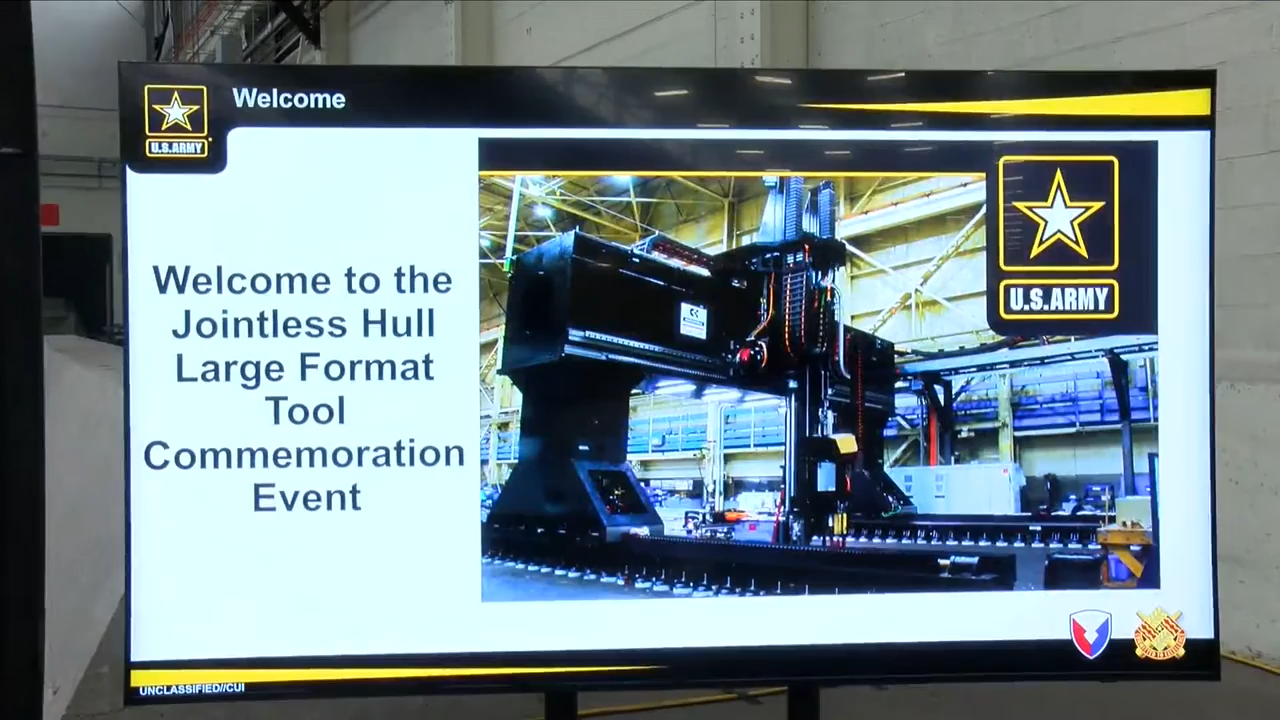 Welcome
U.S.ARMY
Welcome to the
Jointless Hull
Large Format
Tool
Commemoration
Event
U.S.ARMY
UNCLASSIFIED//CUI